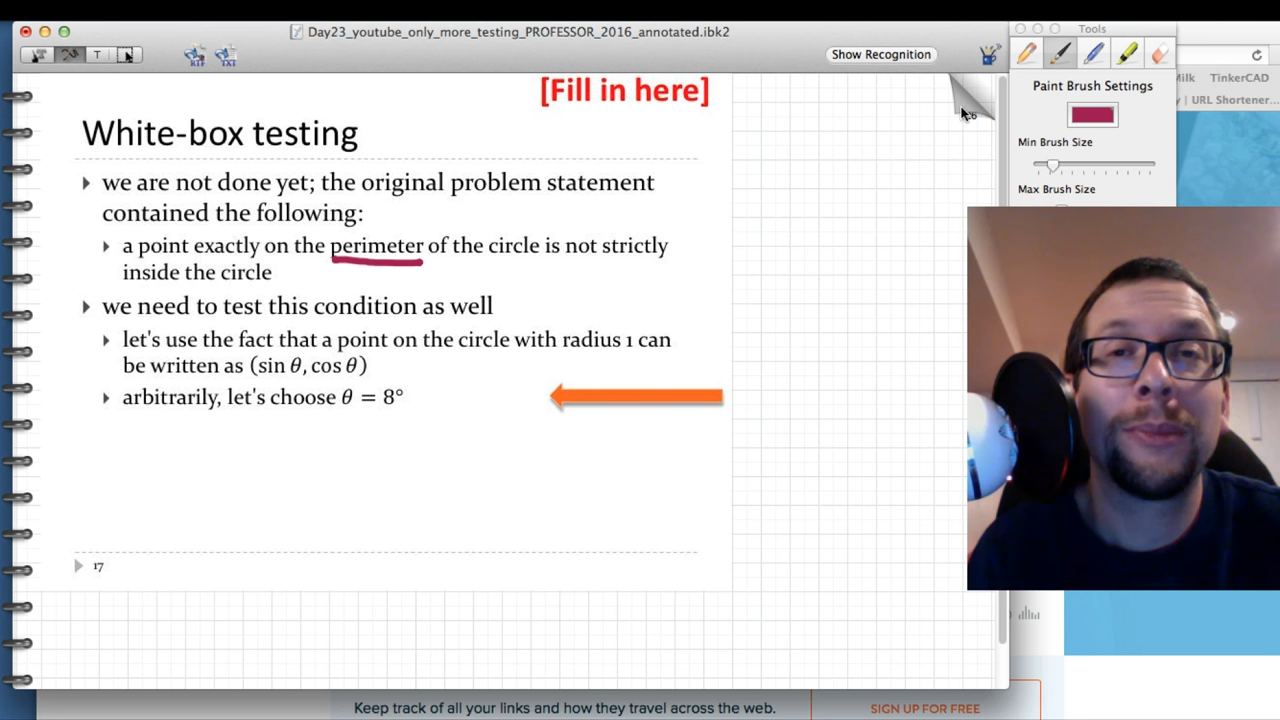 Day23_youtube_only_more_testing_PROFESSOR_2016_annotated.ibk2
Tools
T
RTF
TXT
Show Recognition
Milk TinkerCAD
| URL Shortener...
[Fill in here]
White-box testing
we are not done yet; the original problem statement
contained the following:
a point exactly on the perimeter of the circle is not strictly
inside the circle
we need to test this condition as well
let's use the fact that a point on the circle with radius 1 can
be written as (sin θ, cos θ)
arbitrarily, let's choose θ = 8°
17
Paint Brush Settings
Min Brush Size
Max Brush Size
Keep track of all your links and how they travel across the web.
SIGN UP FOR FREE